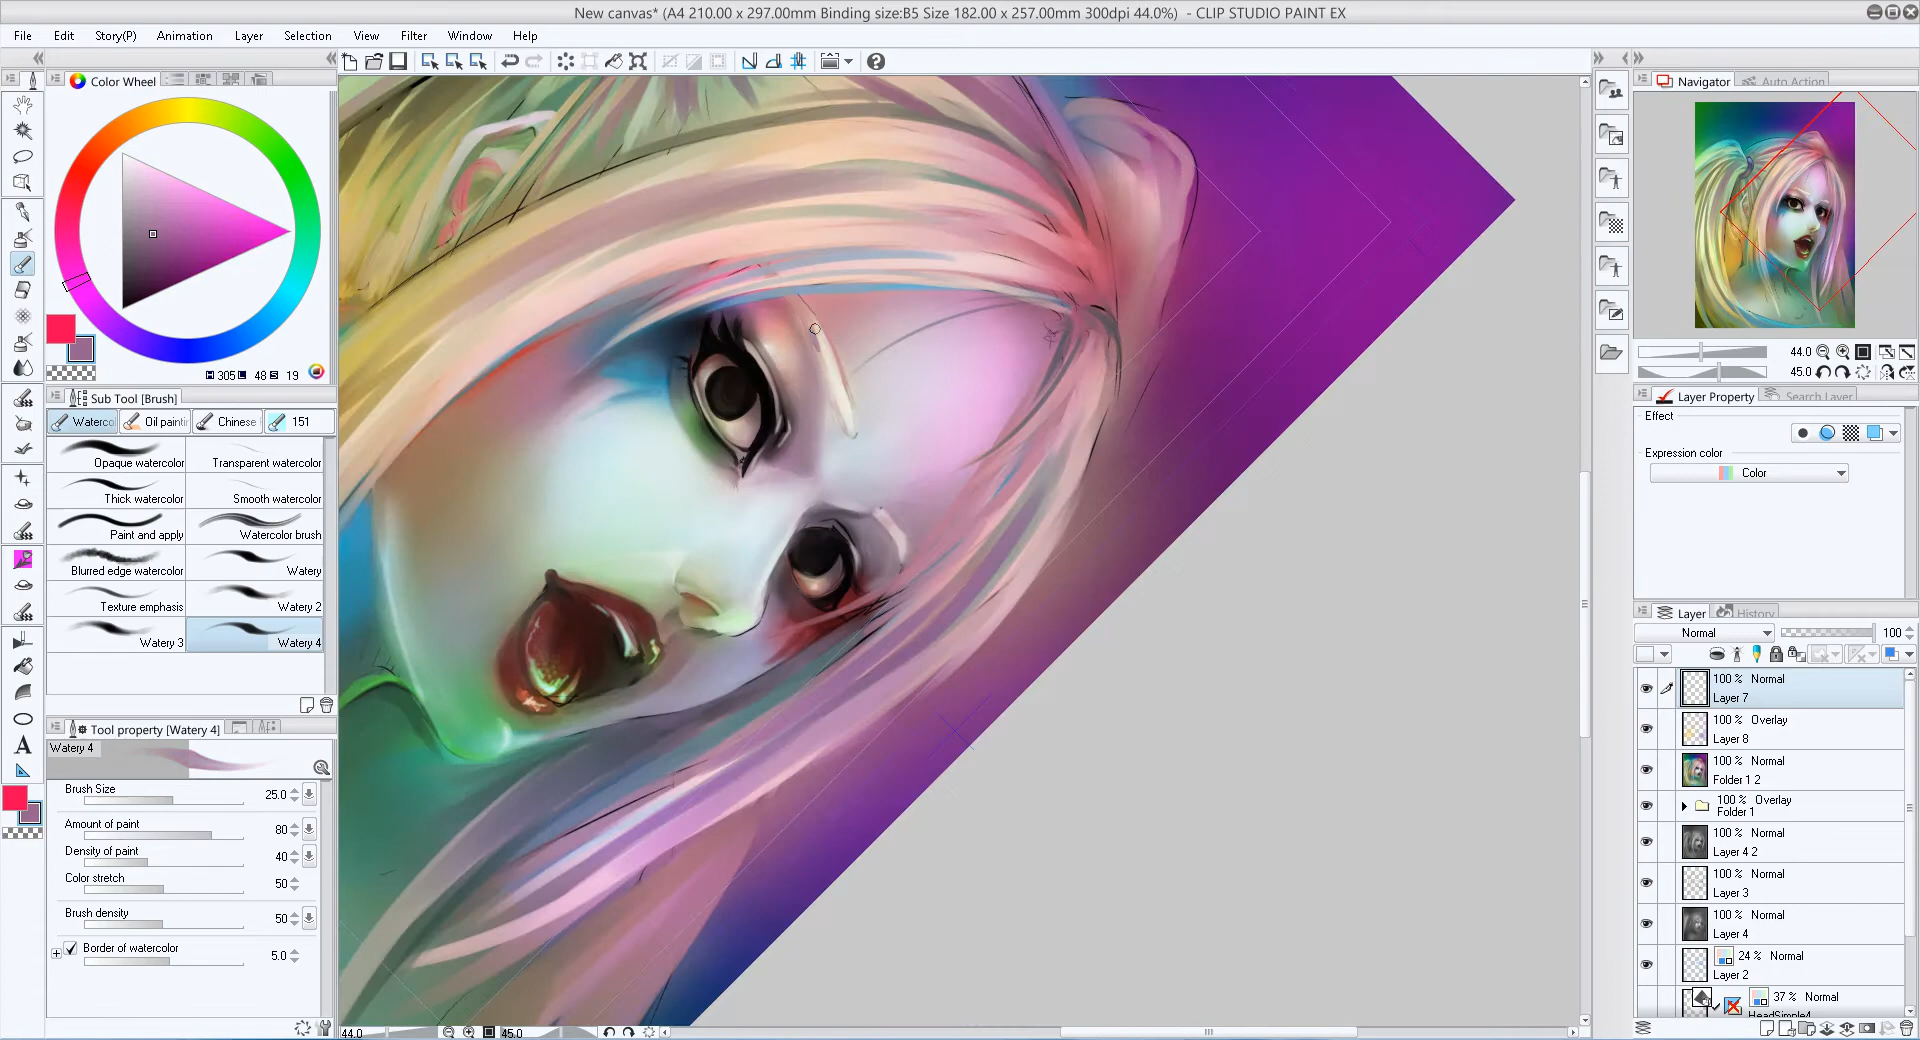 New canvas* (A4 210.00 x 297.00mm Binding size:B5 Size 182.00 x 257.00mm 300dpi 44.0%) - CLIP STUDIO PAINT EX
File Edit Story(P) Animation Layer Selection Filter View Window Help
Color Wheel
H 305 L 48 S 19
Sub Tool [Brush]
Waterco Oil paintin Chinese 151
Opaque watercolor Transparent watercolor
Thick watercolor Smooth watercolor
Paint and apply Watercolor brush
Blurred edge watercolor Watery
Texture emphasis Watery 2
Watery 3 Watery 4
Tool property [Watery 4]
Watery 4
Brush Size 25.0
Amount of paint 80
Density of paint 40
Color stretch 50
Brush density 50
Border of watercolor 5.0
44.0 45.0
Navigator Auto Action
44.0
45.0
Layer Property Search Layer
Effect
Expression color
Color
Layer History
Normal 100
100 % Normal
Layer 7
100 % Overlay
Layer 8
100 % Normal
Folder 1 2
100 % Overlay
Folder 1
100 % Normal
Layer 4 2
100 % Normal
Layer 3
100 % Normal
Layer 4
24 % Normal
Layer 2
37 % Normal
HeadSimple4